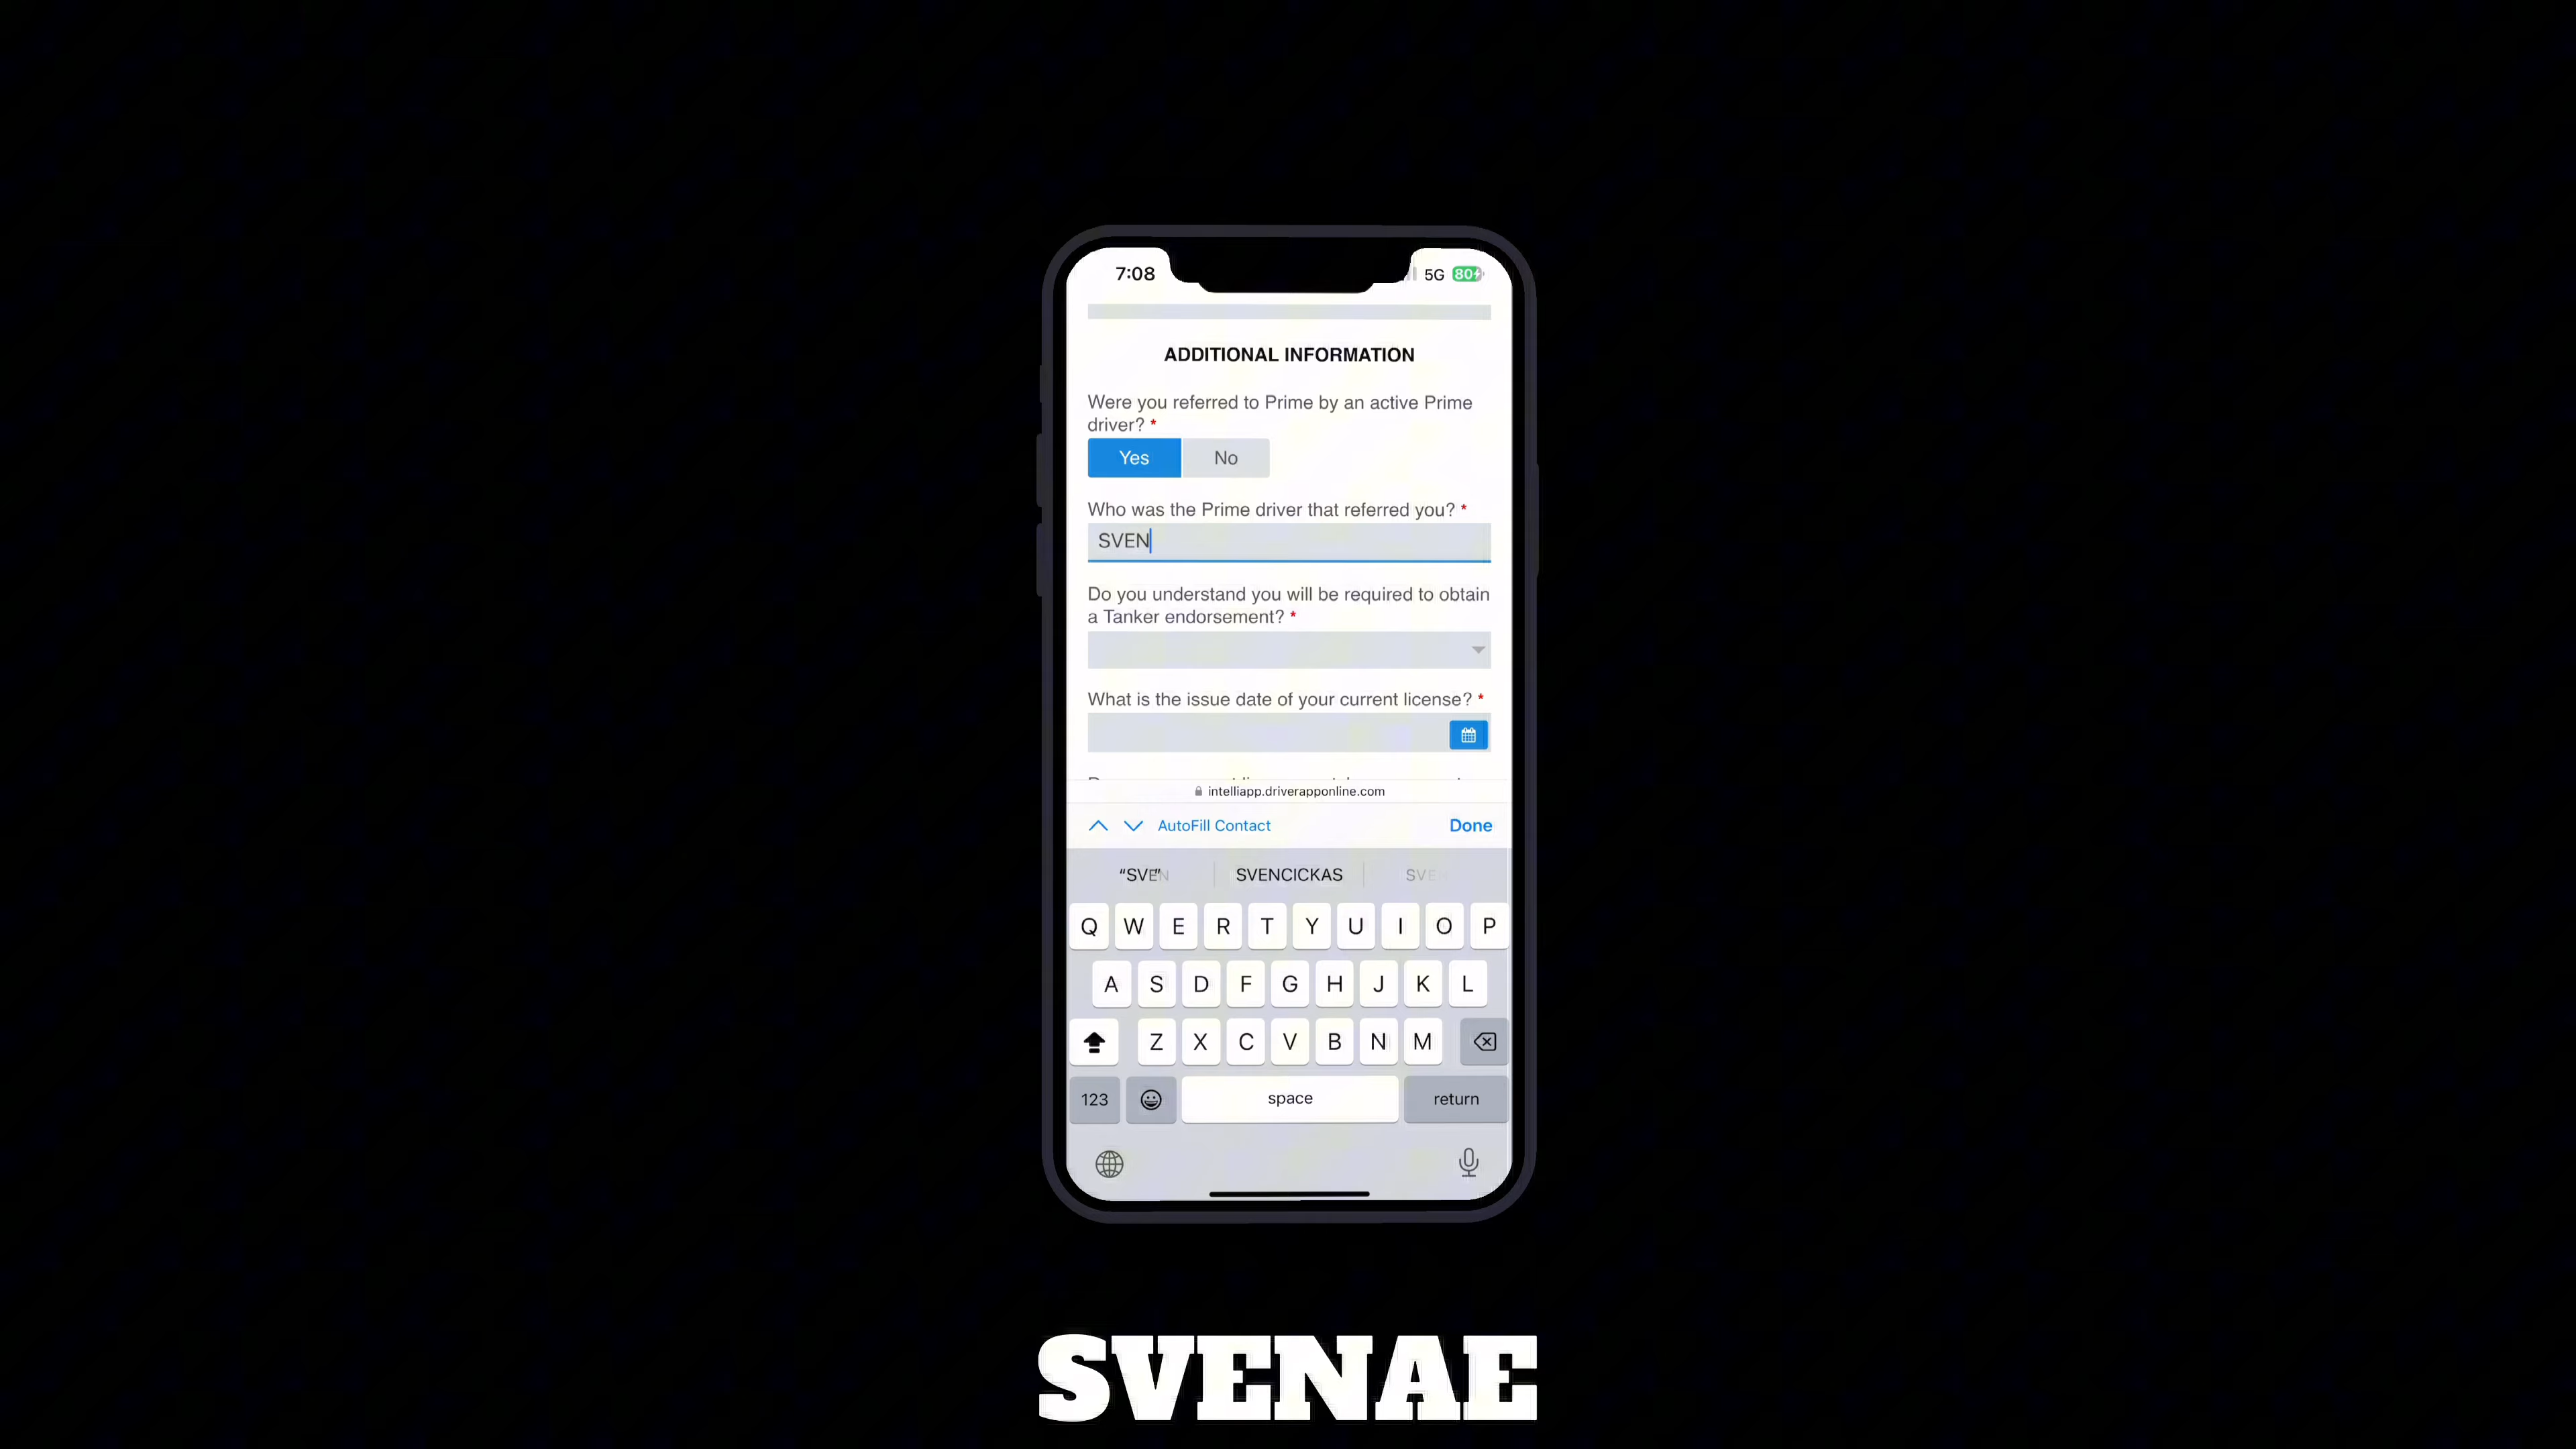 7:08
5G 80
ADDITIONAL INFORMATION
Were you referred to Prime by an active Prime
driver? *
Yes No
Who was the Prime driver that referred you? *
SVEN
Do you understand you will be required to obtain
a Tanker endorsement? *
What is the issue date of your current license? *
intelliapp.driverapponline.com
AutoFill Contact Done
SVENCICKAS
Q W E R T Y U I O P
A S D F G H J K L
Z X C V B N M
123 space return
SVENAE